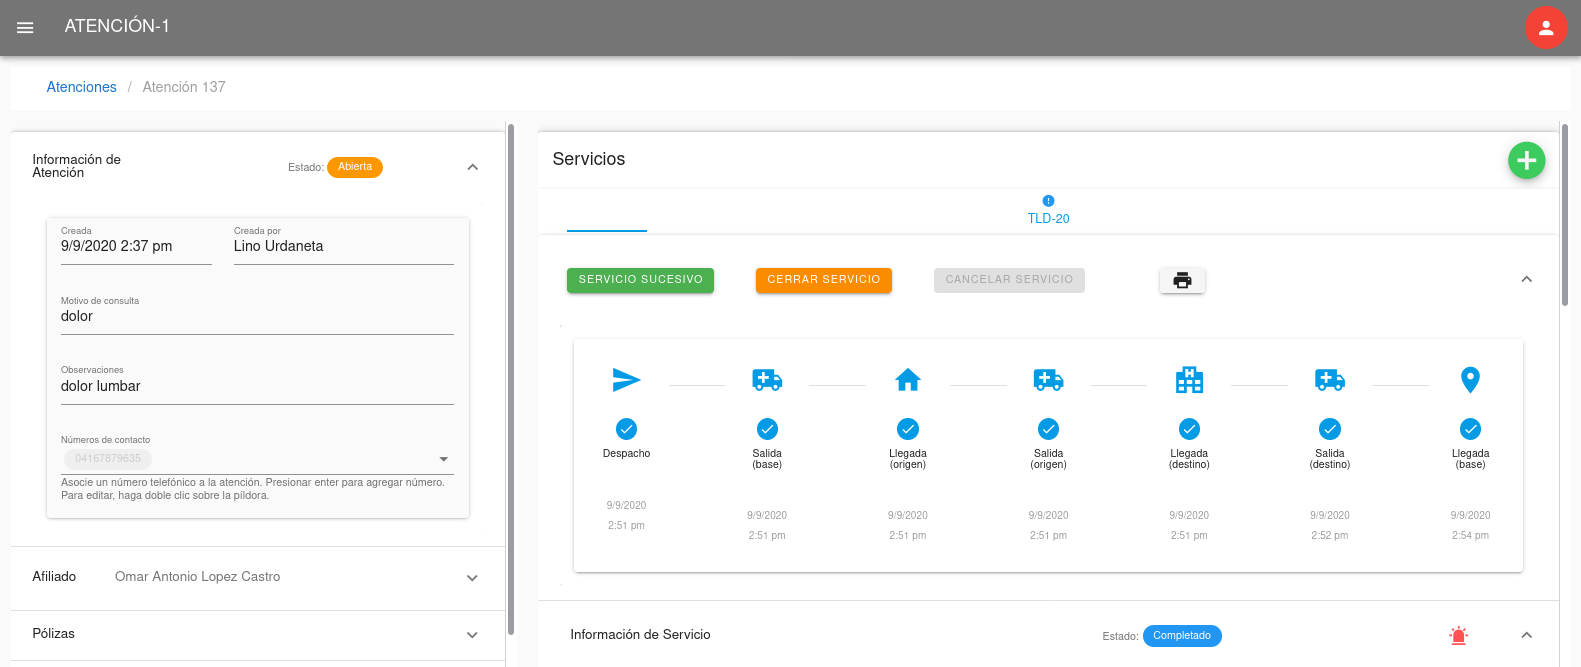 ATENCIÓN-1
Atenciones / Atención 137
Información de
Atención
Estado: Abierta
Creada
9/9/2020 2:37 pm
Creada por
Lino Urdaneta
Motivo de consulta
dolor
Observaciones
dolor lumbar
Números de contacto
04167879635
Asocie un número telefónico a la atención. Presionar enter para agregar número.
Para editar, haga doble clic sobre la píldora.
Afiliado Omar Antonio Lopez Castro
Pólizas
Servicios
TLD-20
SERVICIO SUCESIVO CERRAR SERVICIO CANCELAR SERVICIO
Despacho
9/9/2020
2:51 pm
Salida
(base)
9/9/2020
2:51 pm
Llegada
(origen)
9/9/2020
2:51 pm
Salida
(origen)
9/9/2020
2:51 pm
Llegada
(destino)
9/9/2020
2:51 pm
Salida
(destino)
9/9/2020
2:52 pm
Llegada
(base)
9/9/2020
2:54 pm
Información de Servicio
Estado: Completado